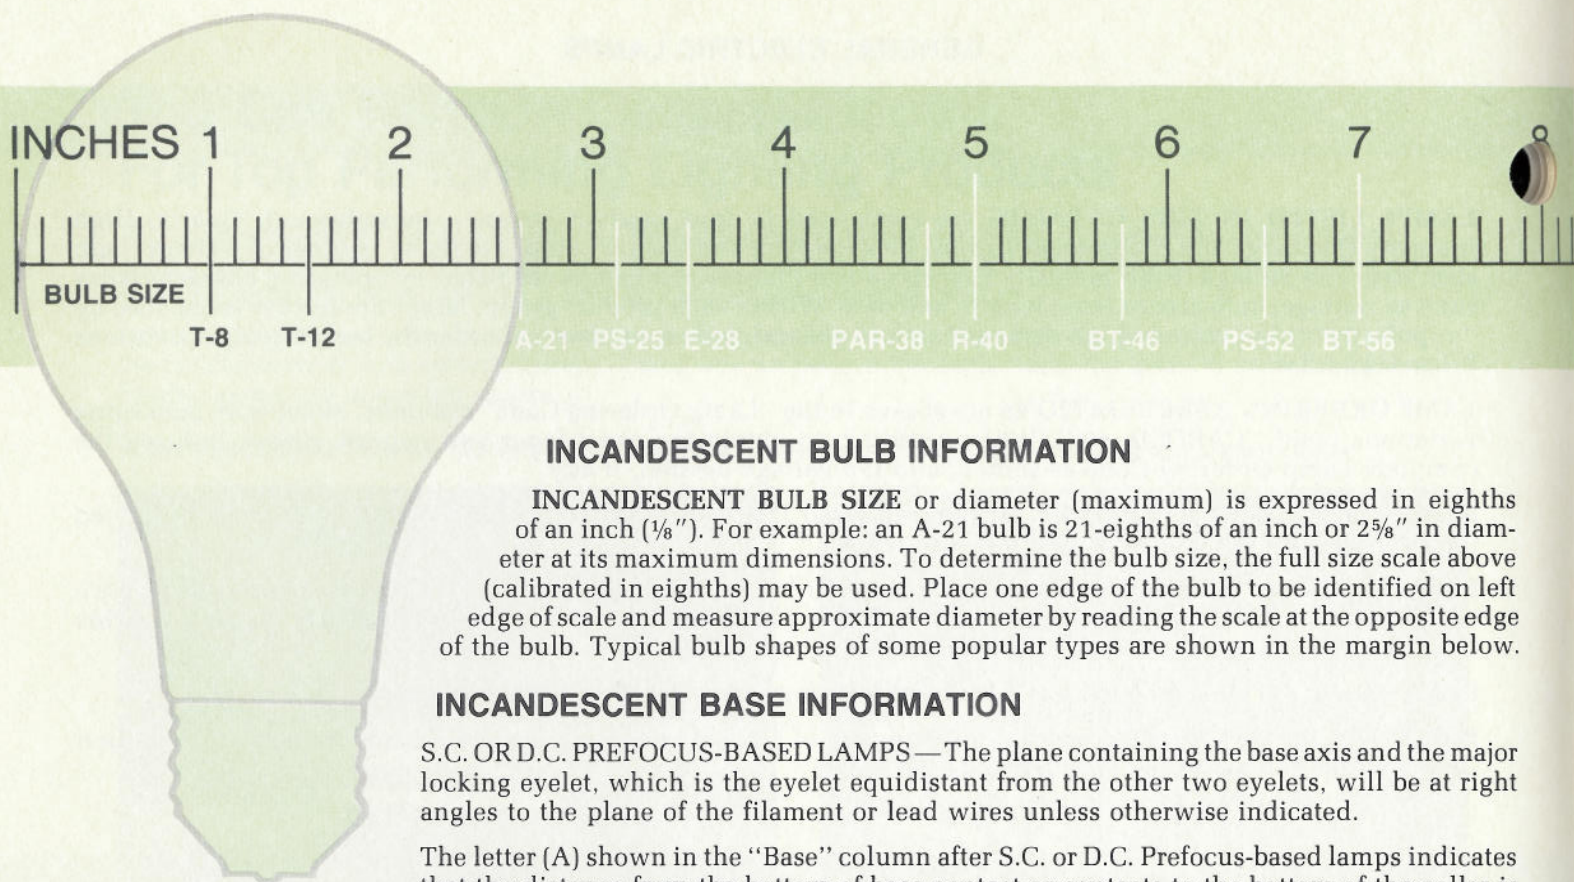 INCHES 1 2 3 4 5 6 7 8
BULB SIZE
T-8 T-12 A-21 PS-25 E-28 PAR-38 R-40 BT-46 PS-52 BT-56
INCANDESCENT BULB INFORMATION
INCANDESCENT BULB SIZE or diameter (maximum) is expressed in eighths
of an inch (⅛″). For example: an A-21 bulb is 21-eighths of an inch or 2⅝″ in diam-
eter at its maximum dimensions. To determine the bulb size, the full size scale above
(calibrated in eighths) may be used. Place one edge of the bulb to be identified on left
edge of scale and measure approximate diameter by reading the scale at the opposite edge
of the bulb. Typical bulb shapes of some popular types are shown in the margin below.
INCANDESCENT BASE INFORMATION
S.C. OR D.C. PREFOCUS-BASED LAMPS—The plane containing the base axis and the major
locking eyelet, which is the eyelet equidistant from the other two eyelets, will be at right
angles to the plane of the filament or lead wires unless otherwise indicated.
The letter (A) shown in the “Base” column after S.C. or D.C. Prefocus-based lamps indicates